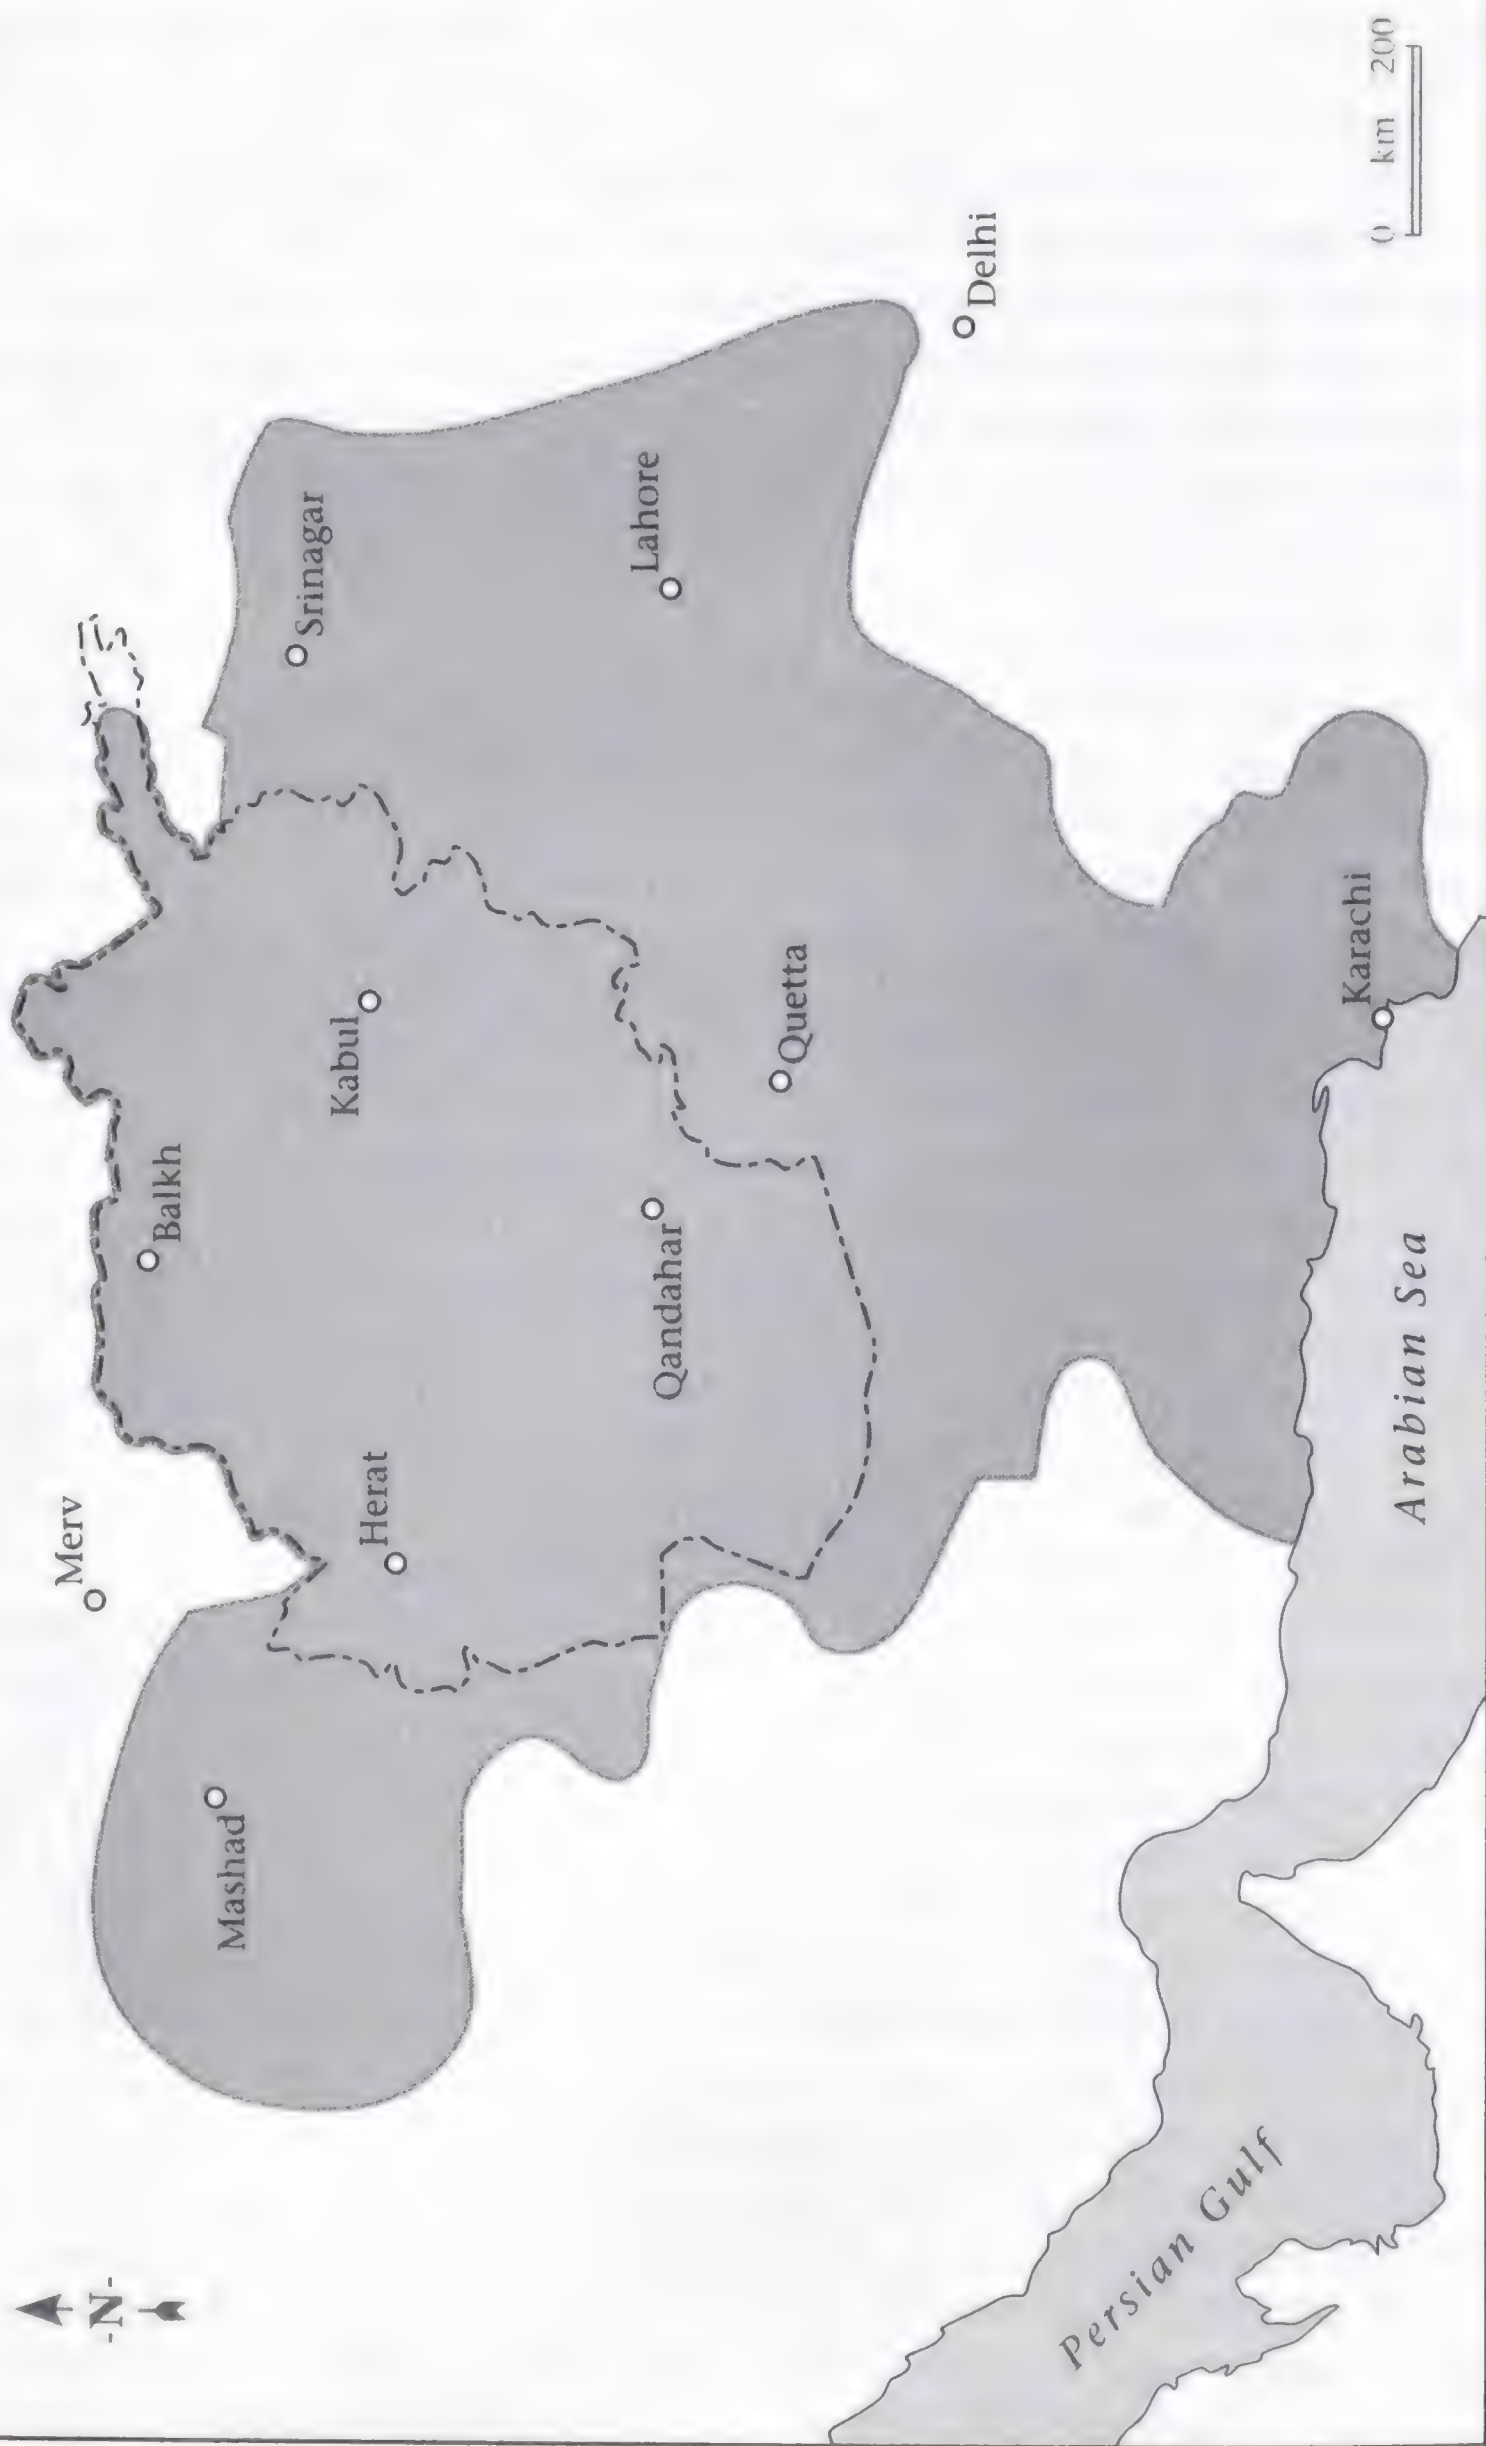 -N-
Merv
Mashad
Herat
Balkh
Kabul
Srinagar
Qandahar
Lahore
Quetta
Delhi
Karachi
Persian Gulf
Arabian Sea
0 km 200